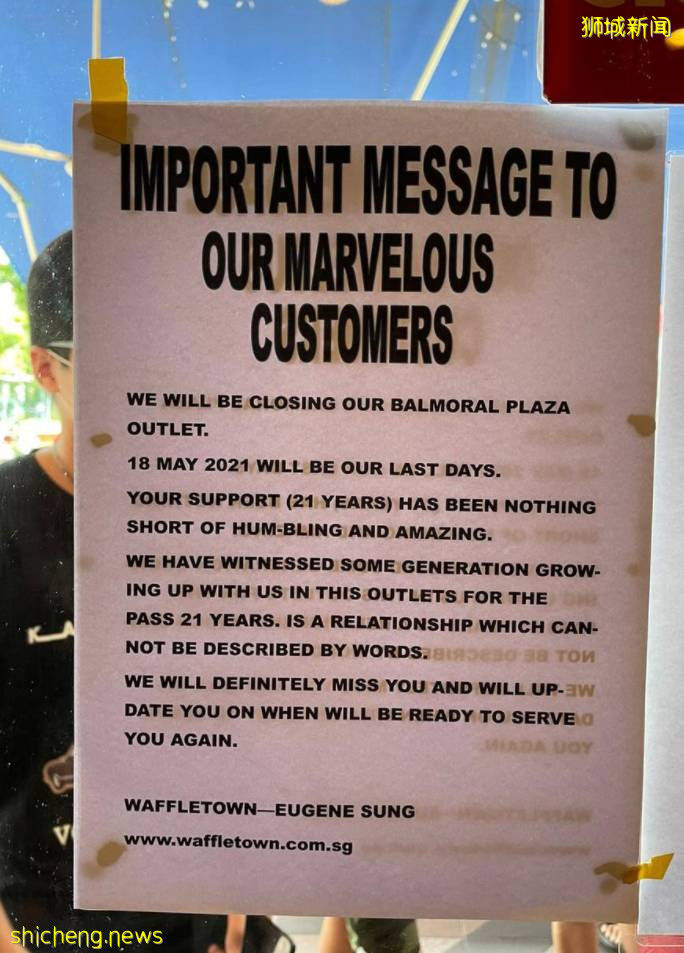 狮城新闻
IMPORTANT MESSAGE TO
OUR MARVELOUS
CUSTOMERS
WE WILL BE CLOSING OUR BALMORAL PLAZA
OUTLET.
18 MAY 2021 WILL BE OUR LAST DAYS.
YOUR SUPPORT (21 YEARS) HAS BEEN NOTHING
SHORT OF HUM-BLING AND AMAZING.
WE HAVE WITNESSED SOME GENERATION GROW-
ING UP WITH US IN THIS OUTLETS FOR THE
PASS 21 YEARS. IS A RELATIONSHIP WHICH CAN-
NOT BE DESCRIBED BY WORDS.
WE WILL DEFINITELY MISS YOU AND WILL UP-
DATE YOU ON WHEN WILL BE READY TO SERVE
YOU AGAIN.
WAFFLETOWN—EUGENE SUNG
www.waffletown.com.sg
shicheng.news